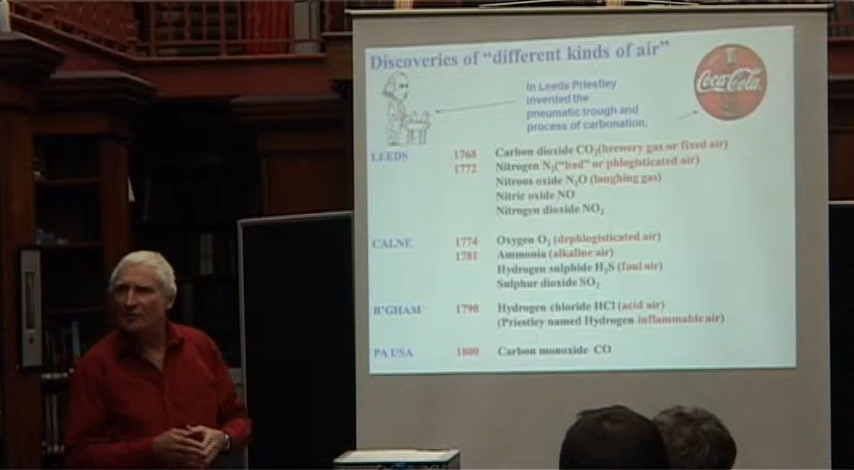 Discoveries of "different kinds of air"
Coca-Cola
In Leeds Priestley
invented the
pneumatic trough and
process of carbonation.
LEEDS 1768 Carbon dioxide CO₂(brewery gas or fixed air)
1772 Nitrogen N₂("bad" or phlogisticated air)
Nitrous oxide N₂O (laughing gas)
Nitric oxide NO
Nitrogen dioxide NO₂
CALNE 1774 Oxygen O₂ (dephlogisticated air)
1781 Ammonia (alkaline air)
Hydrogen sulphide H₂S (foul air)
Sulphur dioxide SO₂
B'GHAM 1790 Hydrogen chloride HCl (acid air)
(Priestley named Hydrogen inflammable air)
PA USA 1800 Carbon monoxide CO